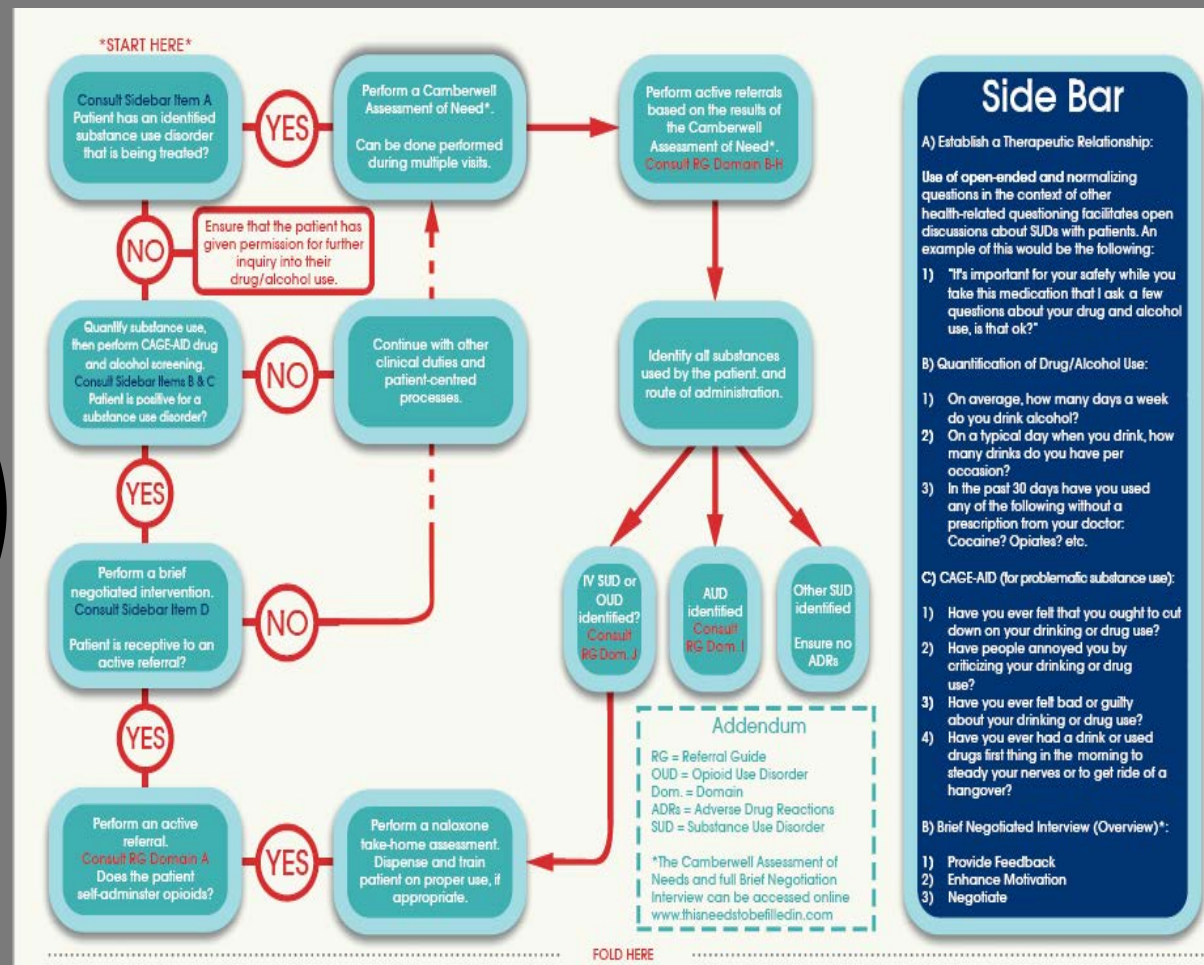 *START HERE*
Consult Sidebar Item A
Patient has an identified
substance use disorder
that is being treated?
YES
Perform a Camberwell
Assessment of Need*.
Can be done performed
during multiple visits.
Perform active referrals
based on the results of
the Camberwell
Assessment of Need*.
Consult RG Domain B-H
NO
Ensure that the patient has
given permission for further
inquiry into their
drug/alcohol use.
Quantify substance use,
then perform CAGE-AID drug
and alcohol screening.
Consult Sidebar Items B & C
Patient is positive for a
substance use disorder?
NO
Continue with other
clinical duties and
patient-centred
processes.
Identify all substances
used by the patient. and
route of administration.
YES
Perform a brief
negotiated intervention.
Consult Sidebar Item D
Patient is receptive to an
active referral?
NO
IV SUD or
OUD
identified?
Consult
RG Dom. J
AUD
identified
Consult
RG Dom. I
Other SUD
identified
Ensure no
ADRs
YES
Perform an active
referral.
Consult RG Domain A
Does the patient
self-adminster opioids?
YES
Perform a naloxone
take-home assessment.
Dispense and train
patient on proper use, if
appropriate.
Addendum
RG = Referral Guide
OUD = Opioid Use Disorder
Dom. = Domain
ADRs = Adverse Drug Reactions
SUD = Substance Use Disorder
*The Camberwell Assessment of
Needs and full Brief Negotiation
Interview can be accessed online
www.thisneedstobefilledin.com
Side Bar
A) Establish a Therapeutic Relationship:
Use of open-ended and normalizing
questions in the context of other
health-related questioning facilitates open
discussions about SUDs with patients. An
example of this would be the following:
1) "It's important for your safety while you
take this medication that I ask a few
questions about your drug and alcohol
use, is that ok?"
B) Quantification of Drug/Alcohol Use:
1) On average, how many days a week
do you drink alcohol?
2) On a typical day when you drink, how
many drinks do you have per
occasion?
3) In the past 30 days have you used
any of the following without a
prescription from your doctor:
Cocaine? Opiates? etc.
C) CAGE-AID (for problematic substance use):
1) Have you ever felt that you ought to cut
down on your drinking or drug use?
2) Have people annoyed you by
criticizing your drinking or drug
use?
3) Have you ever felt bad or guilty
about your drinking or drug use?
4) Have you ever had a drink or used
drugs first thing in the morning to
steady your nerves or to get ride of a
hangover?
B) Brief Negotiated Interview (Overview)*:
1) Provide Feedback
2) Enhance Motivation
3) Negotiate
FOLD HERE